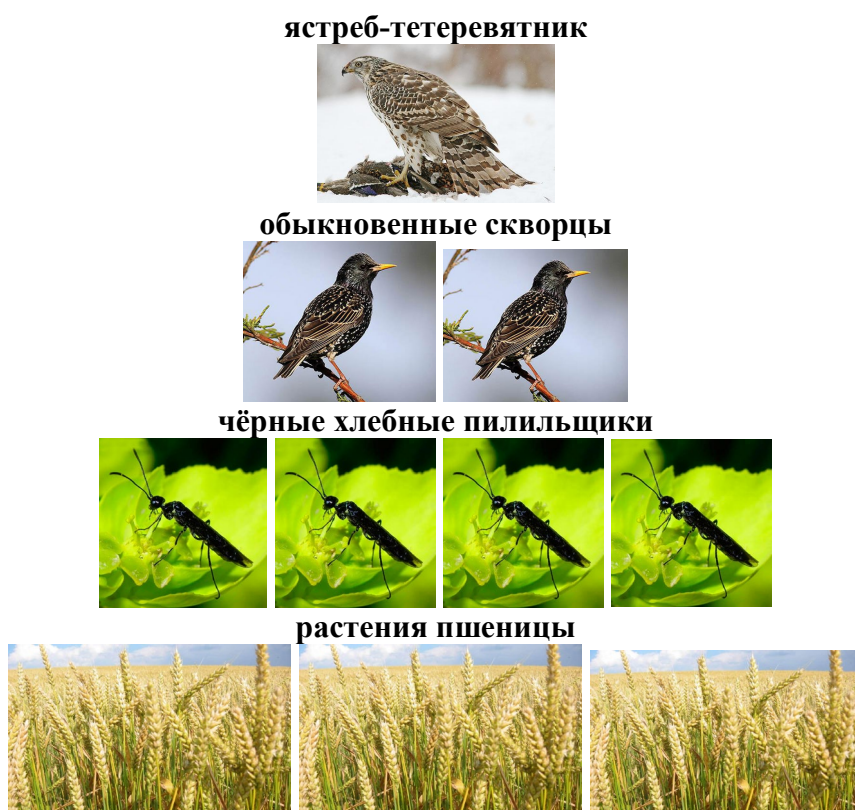 ястреб-тетеревятник
обыкновенные скворцы
чёрные хлебные пилильщики
растения пшеницы